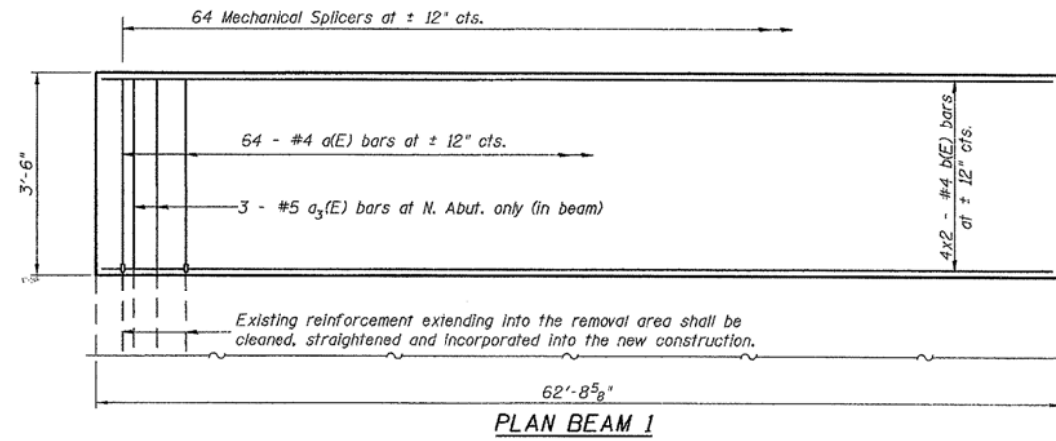 64 Mechanical Splicers at ± 12" cts.
3'-6"
64 - #4 a(E) bars at ± 12" cts.
3 - #5 a3(E) bars at N. Abut. only (in beam)
4x2 - #4 b(E) bars
at ± 12" cts.
Existing reinforcement extending into the removal area shall be
cleaned, straightened and incorporated into the new construction.
62'-8 5/8"
PLAN BEAM 1